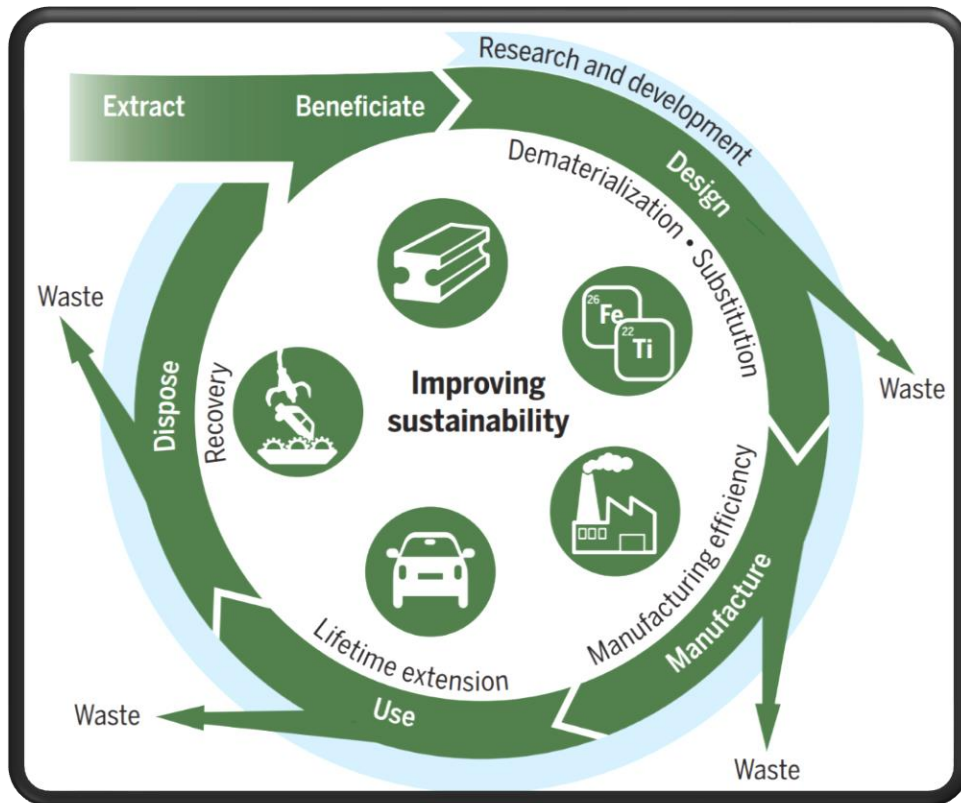 Research and development
Extract
Beneficiate
Design
Dematerialization • Substitution
26
Fe
22
Ti
Waste
Waste
Improving
sustainability
Dispose
Recovery
Manufacturing efficiency
Manufacture
Lifetime extension
Use
Waste
Waste